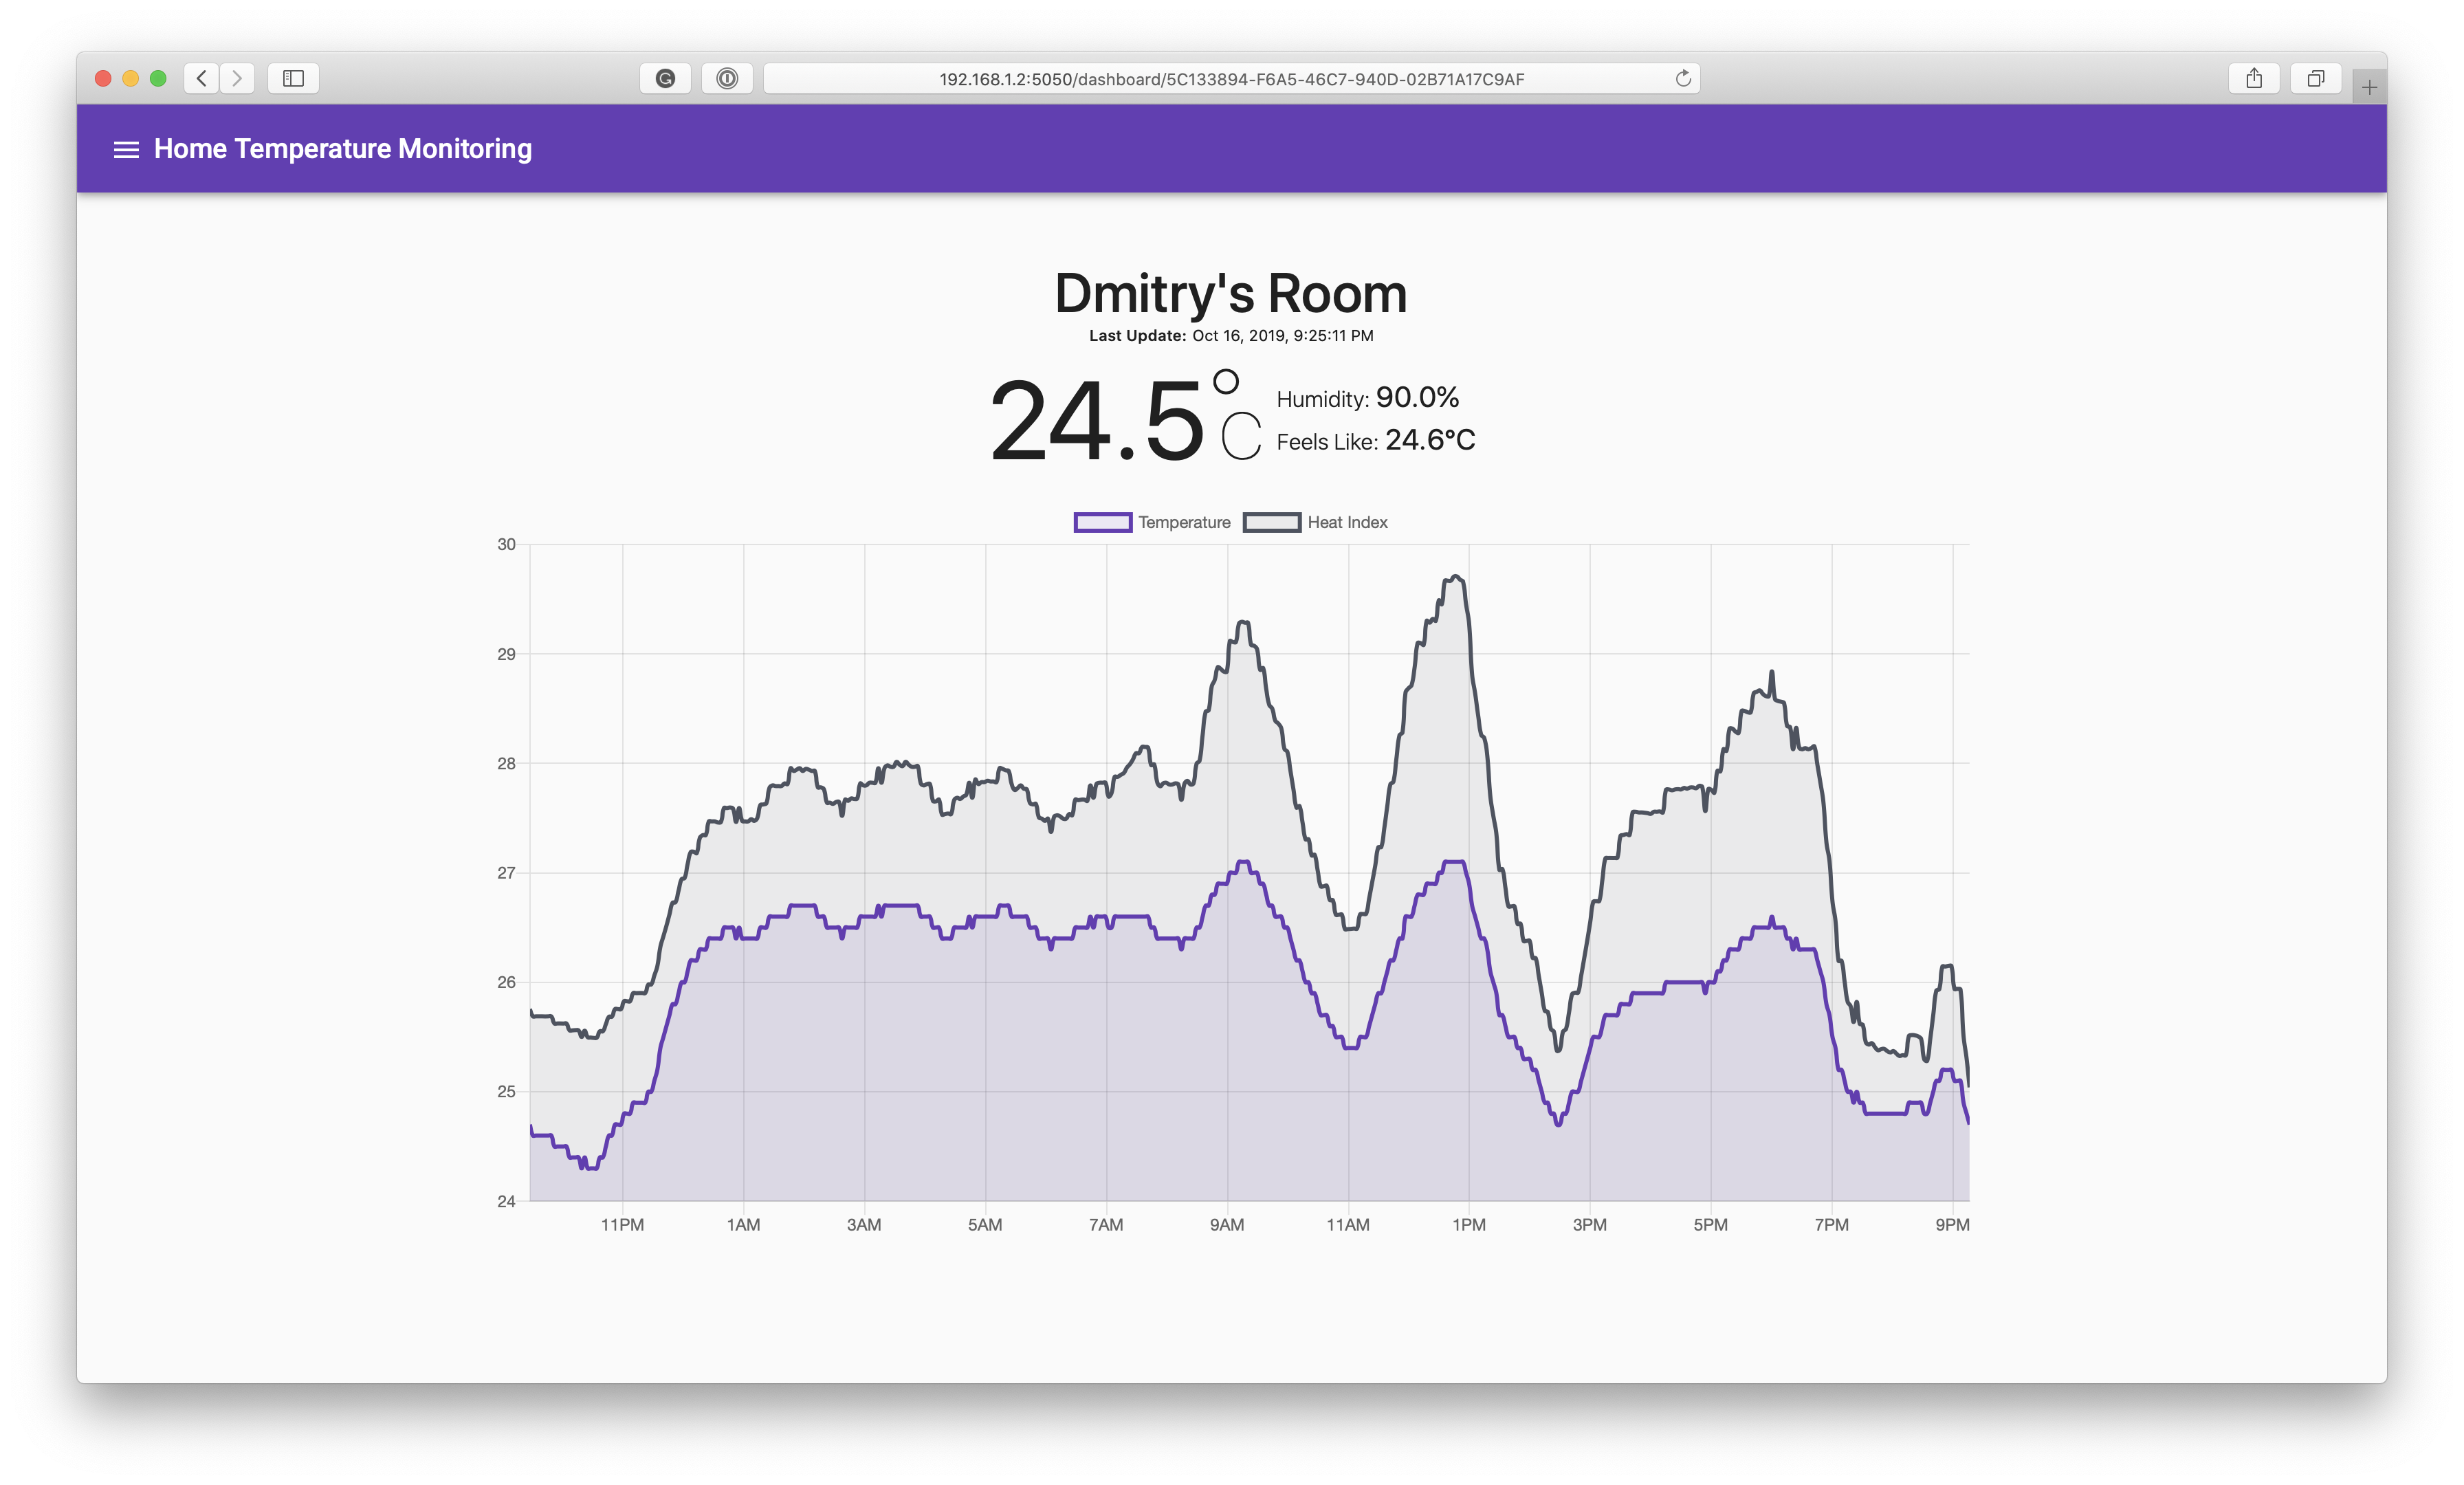 192.168.1.2:5050/dashboard/5C133894-F6A5-46C7-940D-02B71A17C9AF
Home Temperature Monitoring
Dmitry's Room
Last Update: Oct 16, 2019, 9:25:11 PM
24.5°C
Humidity: 90.0%
Feels Like: 24.6°C
Temperature Heat Index
30
29
28
27
26
25
24
11PM 1AM 3AM 5AM 7AM 9AM 11AM 1PM 3PM 5PM 7PM 9PM